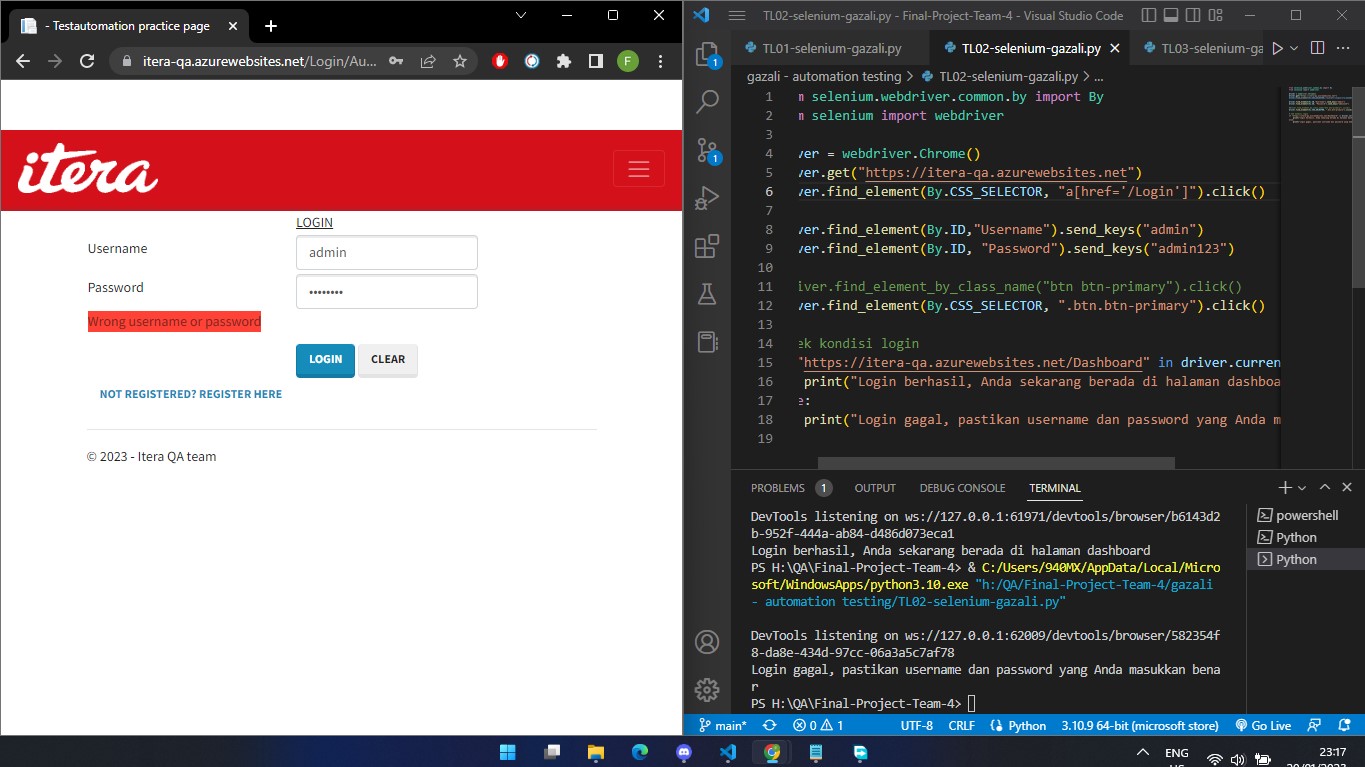 - Testautomation practice page
itera-qa.azurewebsites.net/Login/Au...
F
itera
LOGIN
Username
admin
Password
••••••••
Wrong username or password
LOGIN
CLEAR
NOT REGISTERED? REGISTER HERE
© 2023 - Itera QA team
TL02-selenium-gazali.py - Final-Project-Team-4 - Visual Studio Code
TL01-selenium-gazali.py
TL02-selenium-gazali.py
TL03-selenium-ga
gazali - automation testing > TL02-selenium-gazali.py > ...
1 m selenium.webdriver.common.by import By
2 m selenium import webdriver
3
4 ver = webdriver.Chrome()
5 ver.get("https://itera-qa.azurewebsites.net")
6 ver.find_element(By.CSS_SELECTOR, "a[href='/Login']").click()
7
8 ver.find_element(By.ID,"Username").send_keys("admin")
9 ver.find_element(By.ID, "Password").send_keys("admin123")
10
11 iver.find_element_by_class_name("btn btn-primary").click()
12 ver.find_element(By.CSS_SELECTOR, ".btn.btn-primary").click()
13
14 ek kondisi login
15 "https://itera-qa.azurewebsites.net/Dashboard" in driver.curren
16 print("Login berhasil, Anda sekarang berada di halaman dashboa
17 e:
18 print("Login gagal, pastikan username dan password yang Anda m
19
1
1
PROBLEMS 1 OUTPUT DEBUG CONSOLE TERMINAL
DevTools listening on ws://127.0.0.1:61971/devtools/browser/b6143d2
b-952f-444a-ab84-d486d073eca1
Login berhasil, Anda sekarang berada di halaman dashboard
PS H:\QA\Final-Project-Team-4> & C:/Users/940MX/AppData/Local/Micro
soft/WindowsApps/python3.10.exe "h:/QA/Final-Project-Team-4/gazali
- automation testing/TL02-selenium-gazali.py"
DevTools listening on ws://127.0.0.1:62009/devtools/browser/582354f
8-da8e-434d-97cc-06a3a5c7af78
Login gagal, pastikan username dan password yang Anda masukkan bena
r
PS H:\QA\Final-Project-Team-4>
powershell
Python
Python
main* 0 1 UTF-8 CRLF Python 3.10.9 64-bit (microsoft store) Go Live
ENG
23:17